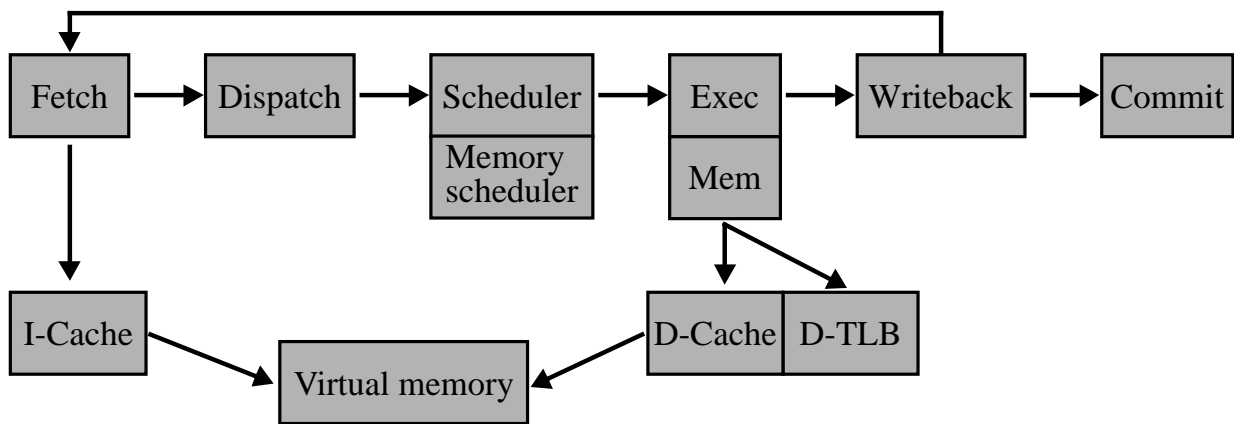 Fetch
Dispatch
Scheduler
Exec
Writeback
Commit
Memory
scheduler
Mem
I-Cache
D-Cache
D-TLB
Virtual memory